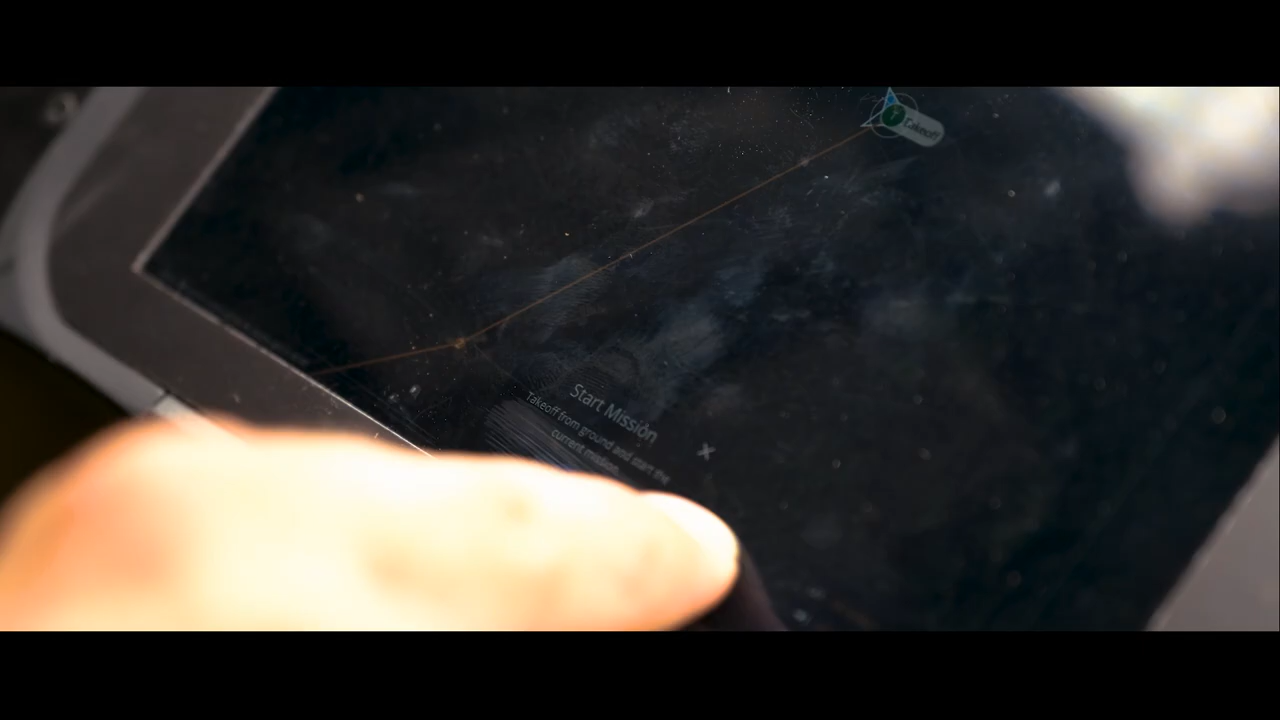 Takeoff
Start Mission
Takeoff from ground and start the
current mission.